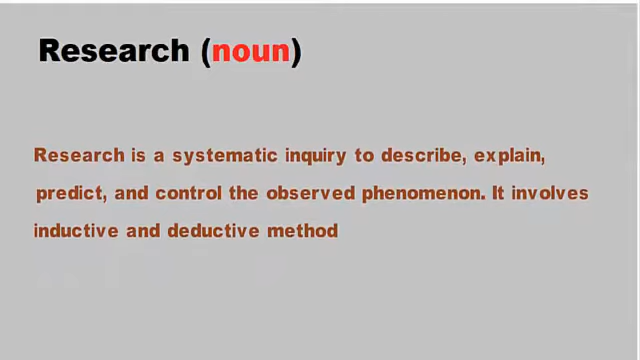 Research (noun)
Research is a systematic inquiry to describe, explain,
predict, and control the observed phenomenon. It involves
inductive and deductive method